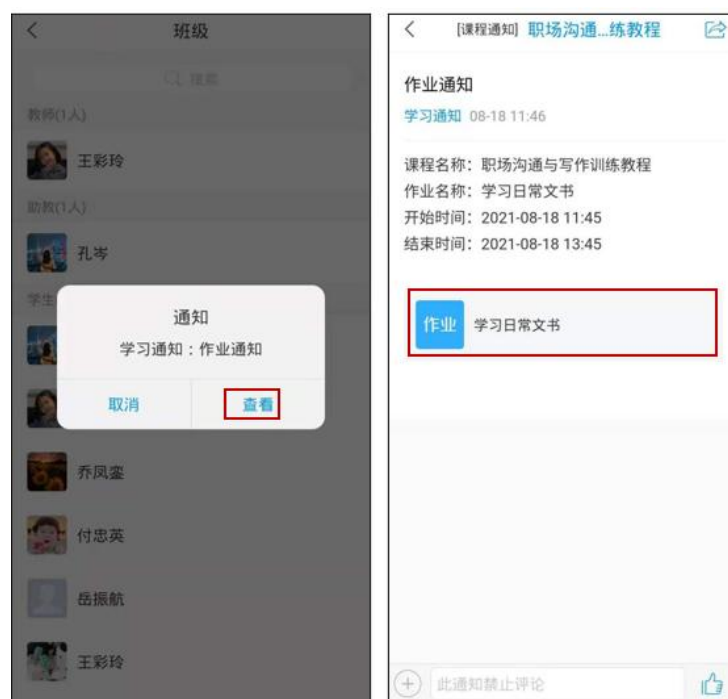 班级
搜索
教师(1人)
王彩玲
助教(1人)
孔岑
学生
通知
学习通知：作业通知
取消
查看
乔凤銮
付忠英
岳振航
王彩玲
[课程通知] 职场沟通...练教程
作业通知
学习通知 08-18 11:46
课程名称：职场沟通与写作训练教程
作业名称：学习日常文书
开始时间：2021-08-18 11:45
结束时间：2021-08-18 13:45
作业 学习日常文书
此通知禁止评论